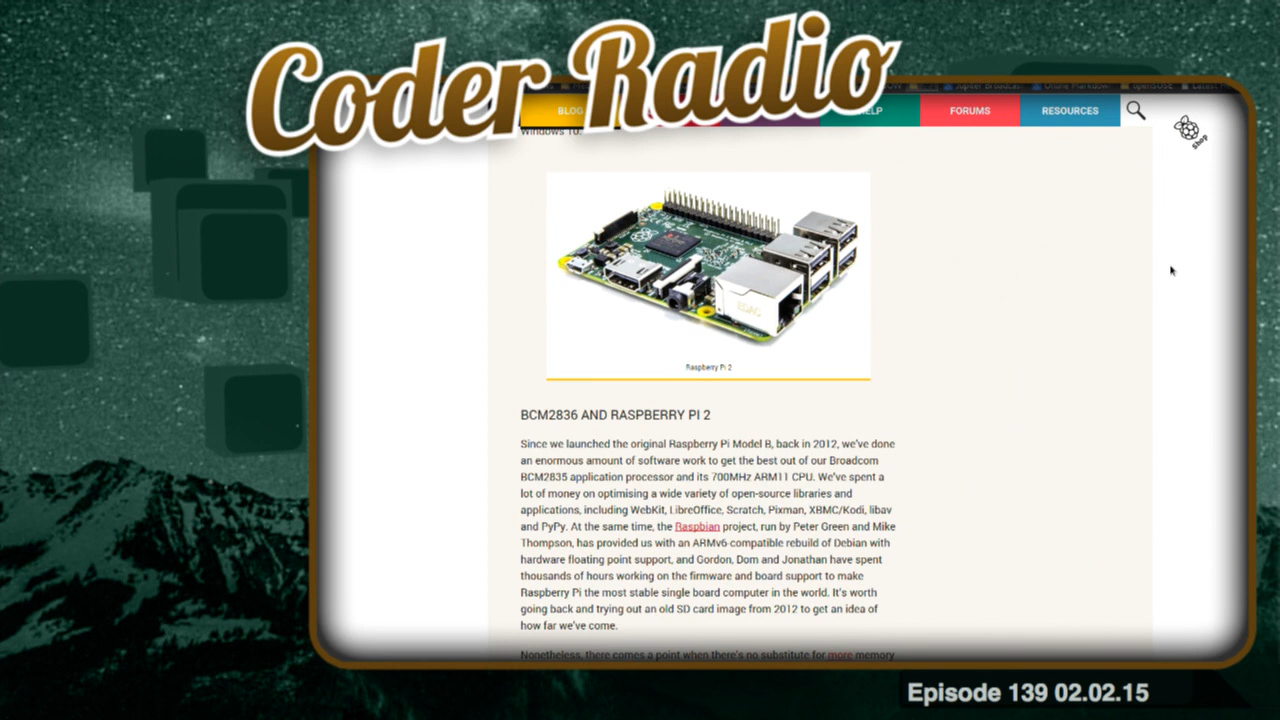 Coder Radio
BLOG
HELP
FORUMS
RESOURCES
Shop
Windows 10.
EDAC
Raspberry Pi 2
BCM2836 AND RASPBERRY PI 2
Since we launched the original Raspberry Pi Model B, back in 2012, we've done
an enormous amount of software work to get the best out of our Broadcom
BCM2835 application processor and its 700MHz ARM11 CPU. We've spent a
lot of money on optimising a wide variety of open-source libraries and
applications, including WebKit, LibreOffice, Scratch, Pixman, XBMC/Kodi, libav
and PyPy. At the same time, the Raspbian project, run by Peter Green and Mike
Thompson, has provided us with an ARMv6-compatible rebuild of Debian with
hardware floating point support, and Gordon, Dom and Jonathan have spent
thousands of hours working on the firmware and board support to make
Raspberry Pi the most stable single board computer in the world. It's worth
going back and trying out an old SD card image from 2012 to get an idea of
how far we've come.
Nonetheless, there comes a point when there's no substitute for more memory
Episode 139 02.02.15